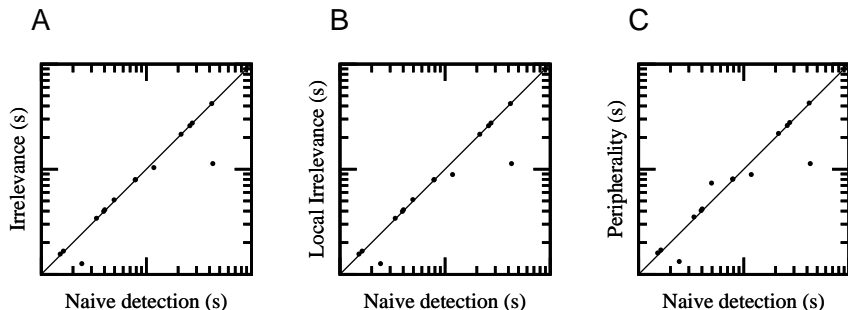 A
Irrelevance (s)
Naive detection (s)
B
Local Irrelevance (s)
Naive detection (s)
C
Peripherality (s)
Naive detection (s)